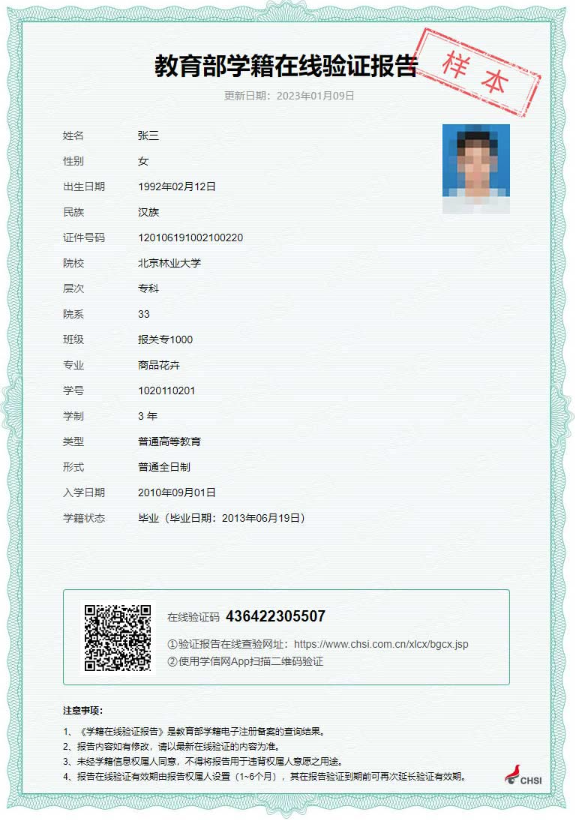 教育部学籍在线验证报告
样本
更新日期：2023年01月09日
姓名 张三
性别 女
出生日期 1992年02月12日
民族 汉族
证件号码 120106191002100220
院校 北京林业大学
层次 专科
院系 33
班级 报关专1000
专业 商品花卉
学号 1020110201
学制 3 年
类型 普通高等教育
形式 普通全日制
入学日期 2010年09月01日
学籍状态 毕业（毕业日期：2013年06月19日）
在线验证码 436422305507
①验证报告在线查验网址：https://www.chsi.com.cn/xlcx/bgcx.jsp
②使用学信网App扫描二维码验证
注意事项：
1、《学籍在线验证报告》是教育部学籍电子注册备案的查询结果。
2、报告内容如有修改，请以最新在线验证的内容为准。
3、未经学籍信息权属人同意，不得将报告用于违背权属人意愿之用途。
4、报告在线验证有效期由报告权属人设置（1~6个月），其在报告验证到期前可再次延长验证有效期。
CHSI